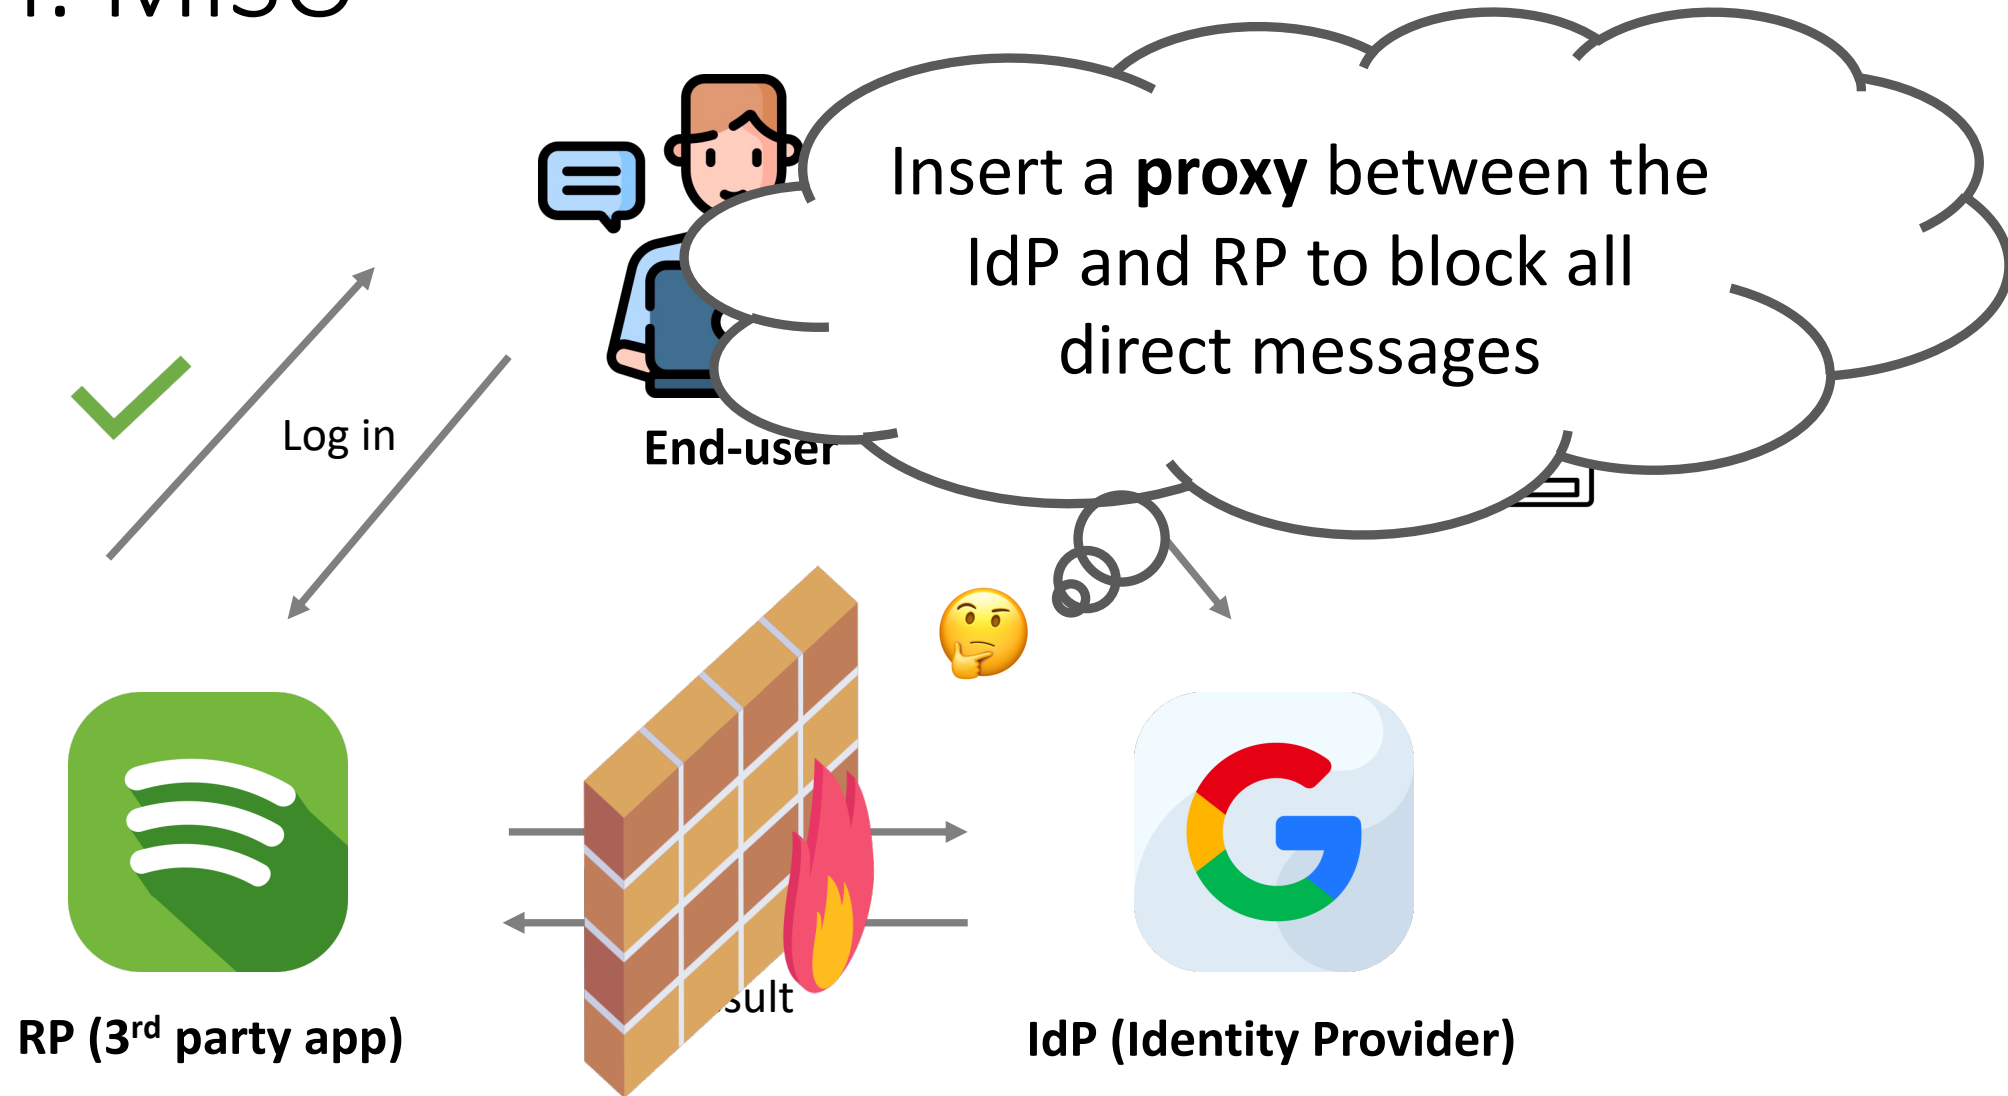 Insert a proxy between the
IdP and RP to block all
direct messages
Log in
End-user
RP (3rd party app)
IdP (Identity Provider)